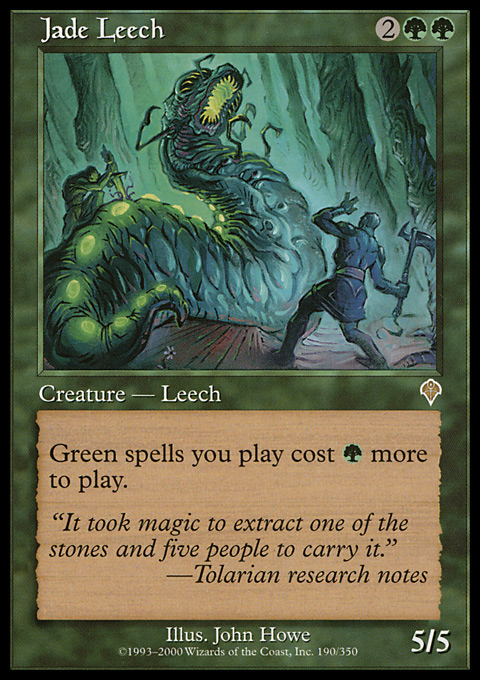 Jade Leech 2
Creature — Leech
Green spells you play cost more
to play.
“It took magic to extract one of the
stones and five people to carry it.”
—Tolarian research notes
Illus. John Howe
©1993–2000 Wizards of the Coast, Inc. 190/350
5/5